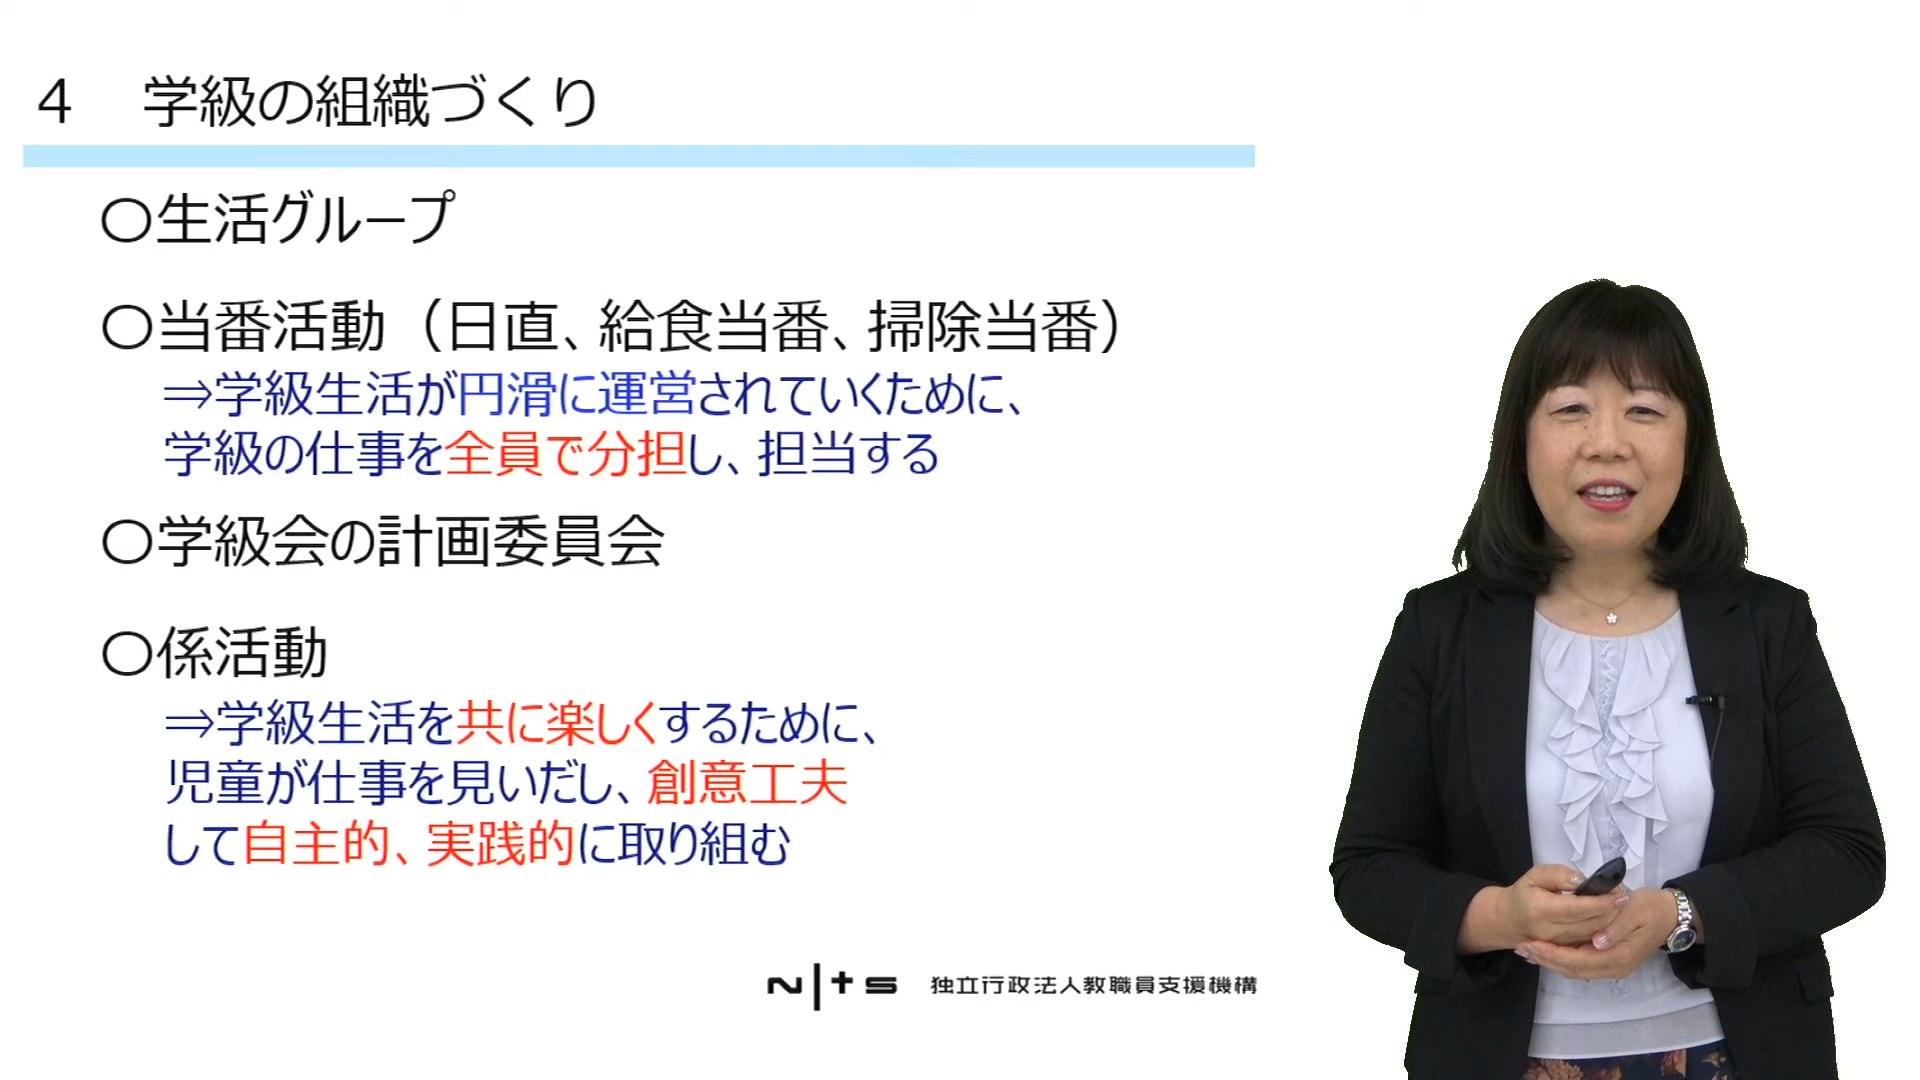 4 学級の組織づくり
○生活グループ
○当番活動（日直、給食当番、掃除当番）
⇒学級生活が円滑に運営されていくために、
学級の仕事を全員で分担し、担当する
○学級会の計画委員会
○係活動
⇒学級生活を共に楽しくするために、
児童が仕事を見いだし、創意工夫
して自主的、実践的に取り組む
NITS 独立行政法人教職員支援機構